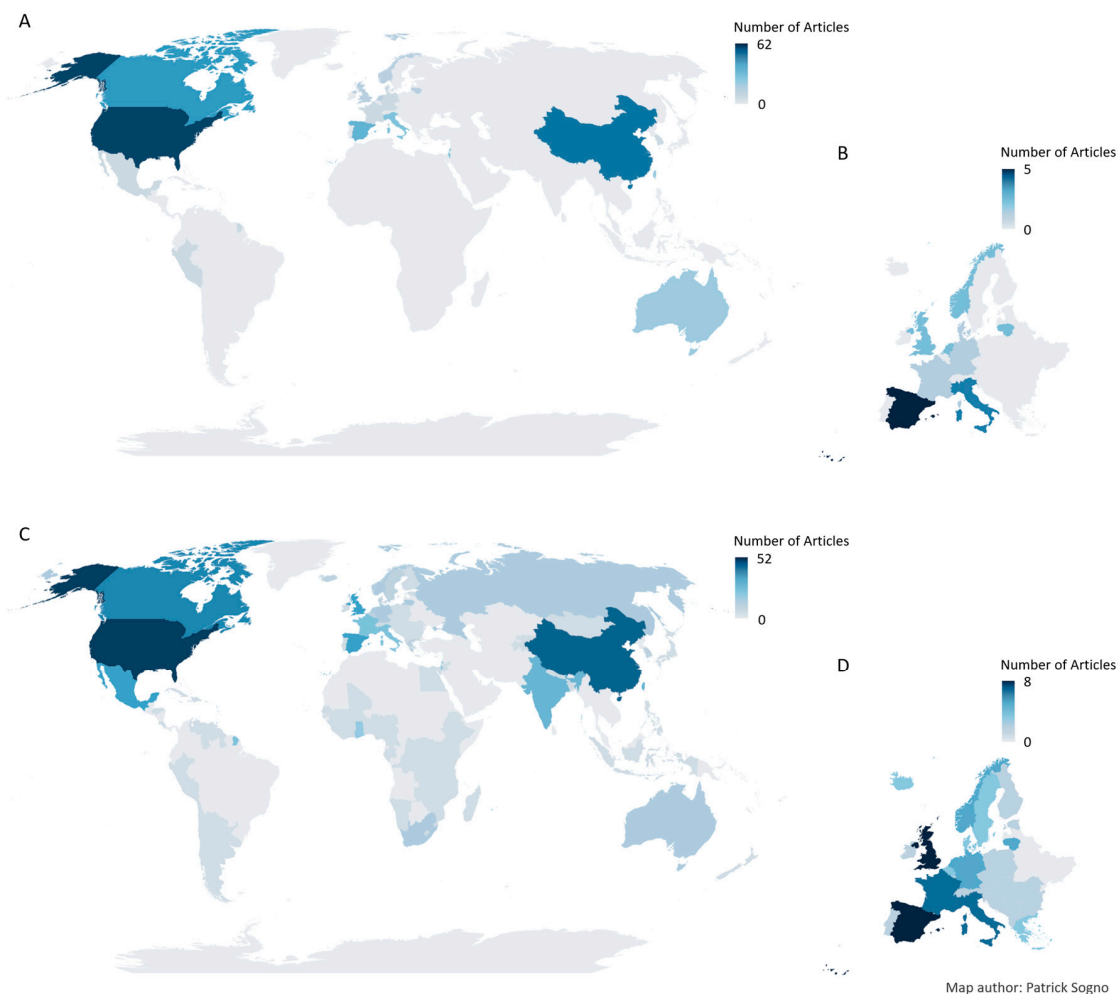 A
Number of Articles
62
0
B
Number of Articles
5
0
C
Number of Articles
52
0
D
Number of Articles
8
0
Map author: Patrick Sogno